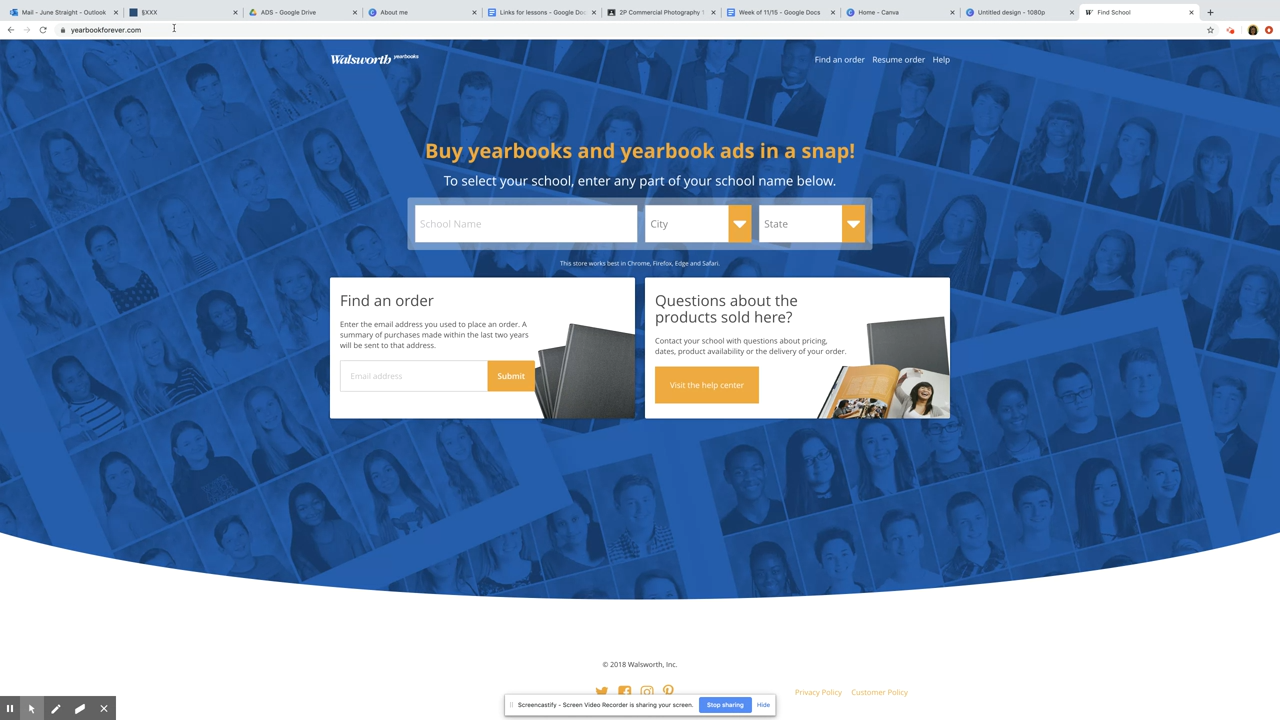 Mail - June Straight - Outlook
§XXX
ADS - Google Drive
About me
Links for lessons - Google Doc
2P Commercial Photography 1
Week of 11/15 - Google Docs
Home - Canva
Untitled design - 1080p
W Find School
yearbookforever.com
Walsworth yearbooks
Find an order
Resume order
Help
Buy yearbooks and yearbook ads in a snap!
To select your school, enter any part of your school name below.
School Name
City
State
This store works best in Chrome, Firefox, Edge and Safari.
Find an order
Enter the email address you used to place an order. A
summary of purchases made within the last two years
will be sent to that address.
Email address
Submit
Questions about the
products sold here?
Contact your school with questions about pricing,
dates, product availability or the delivery of your order.
Visit the help center
© 2018 Walsworth, Inc.
Privacy Policy
Customer Policy
Screencastify - Screen Video Recorder is sharing your screen.
Stop sharing
Hide